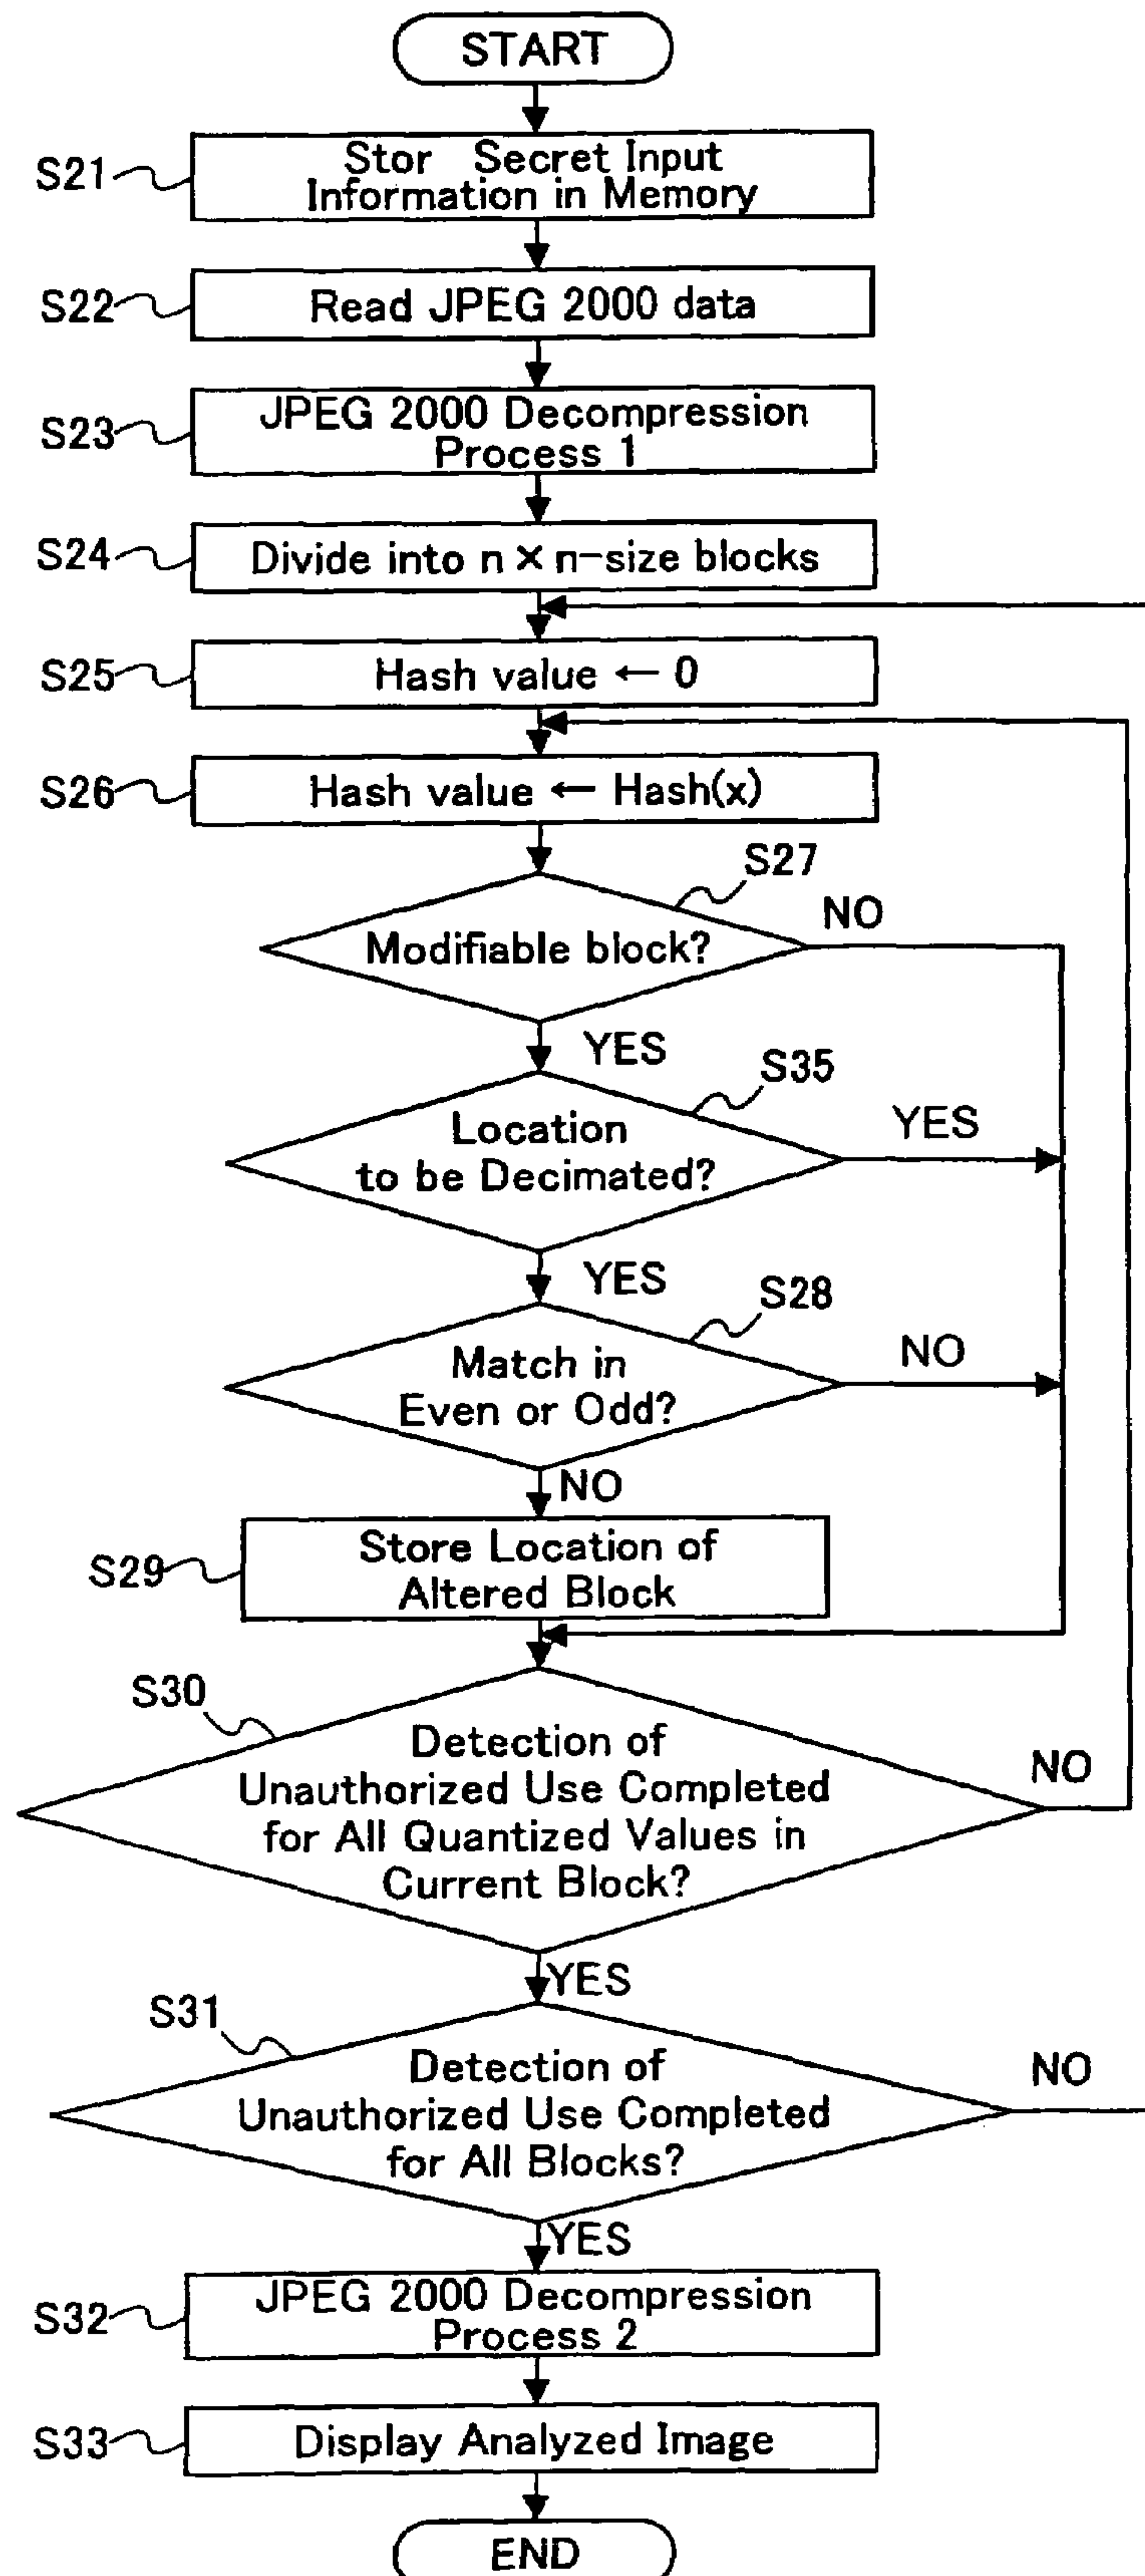 START
S21
Stor Secret Input
Information in Memory
S22
Read JPEG 2000 data
S23
JPEG 2000 Decompression
Process 1
S24
Divide into n × n-size blocks
S25
Hash value ← 0
S26
Hash value ← Hash(x)
S27
Modifiable block?
NO
YES
S35
Location
to be Decimated?
YES
YES
S28
Match in
Even or Odd?
NO
NO
S29
Store Location of
Altered Block
S30
Detection of
Unauthorized Use Completed
for All Quantized Values in
Current Block?
NO
YES
S31
Detection of
Unauthorized Use Completed
for All Blocks?
NO
YES
S32
JPEG 2000 Decompression
Process 2
S33
Display Analyzed Image
END